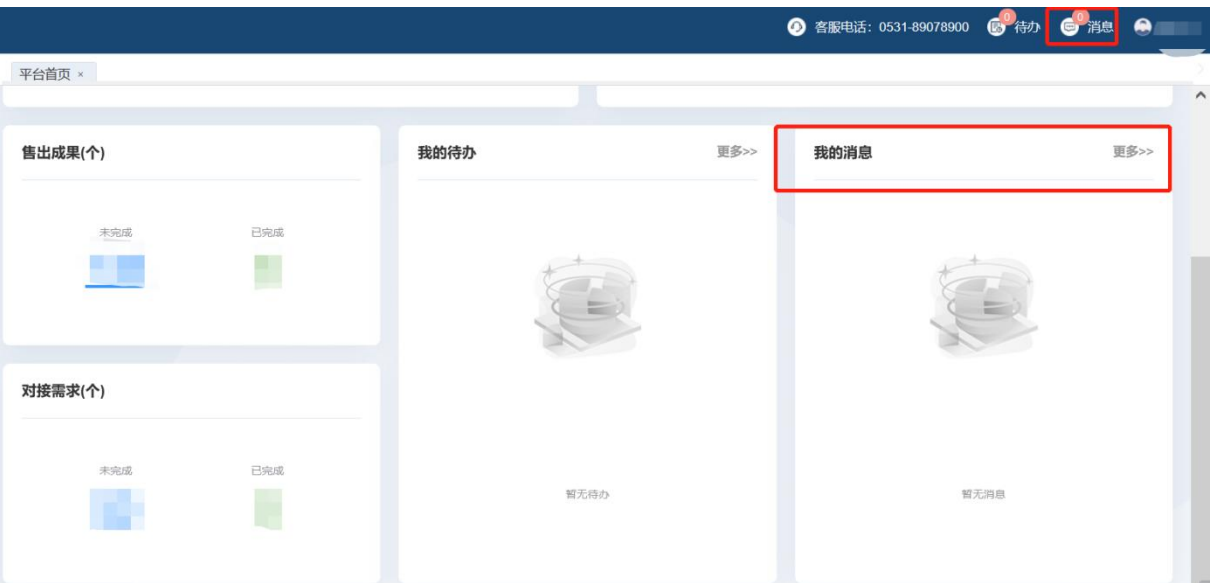 客服电话：0531-89078900 0 待办 0 消息
平台首页 ×
售出成果(个)
未完成 已完成
对接需求(个)
未完成 已完成
我的待办 更多>>
暂无待办
我的消息 更多>>
暂无消息